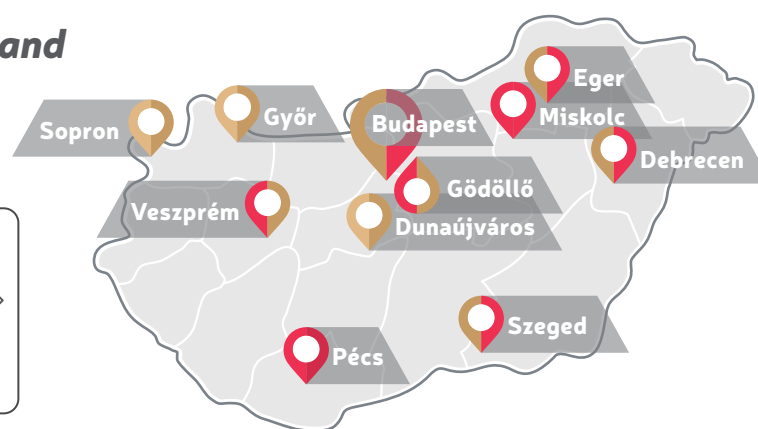 and
Eger
Miskolc
Győr
Budapest
Sopron
Debrecen
Gödöllő
Veszprém
Dunaújváros
Szeged
Pécs